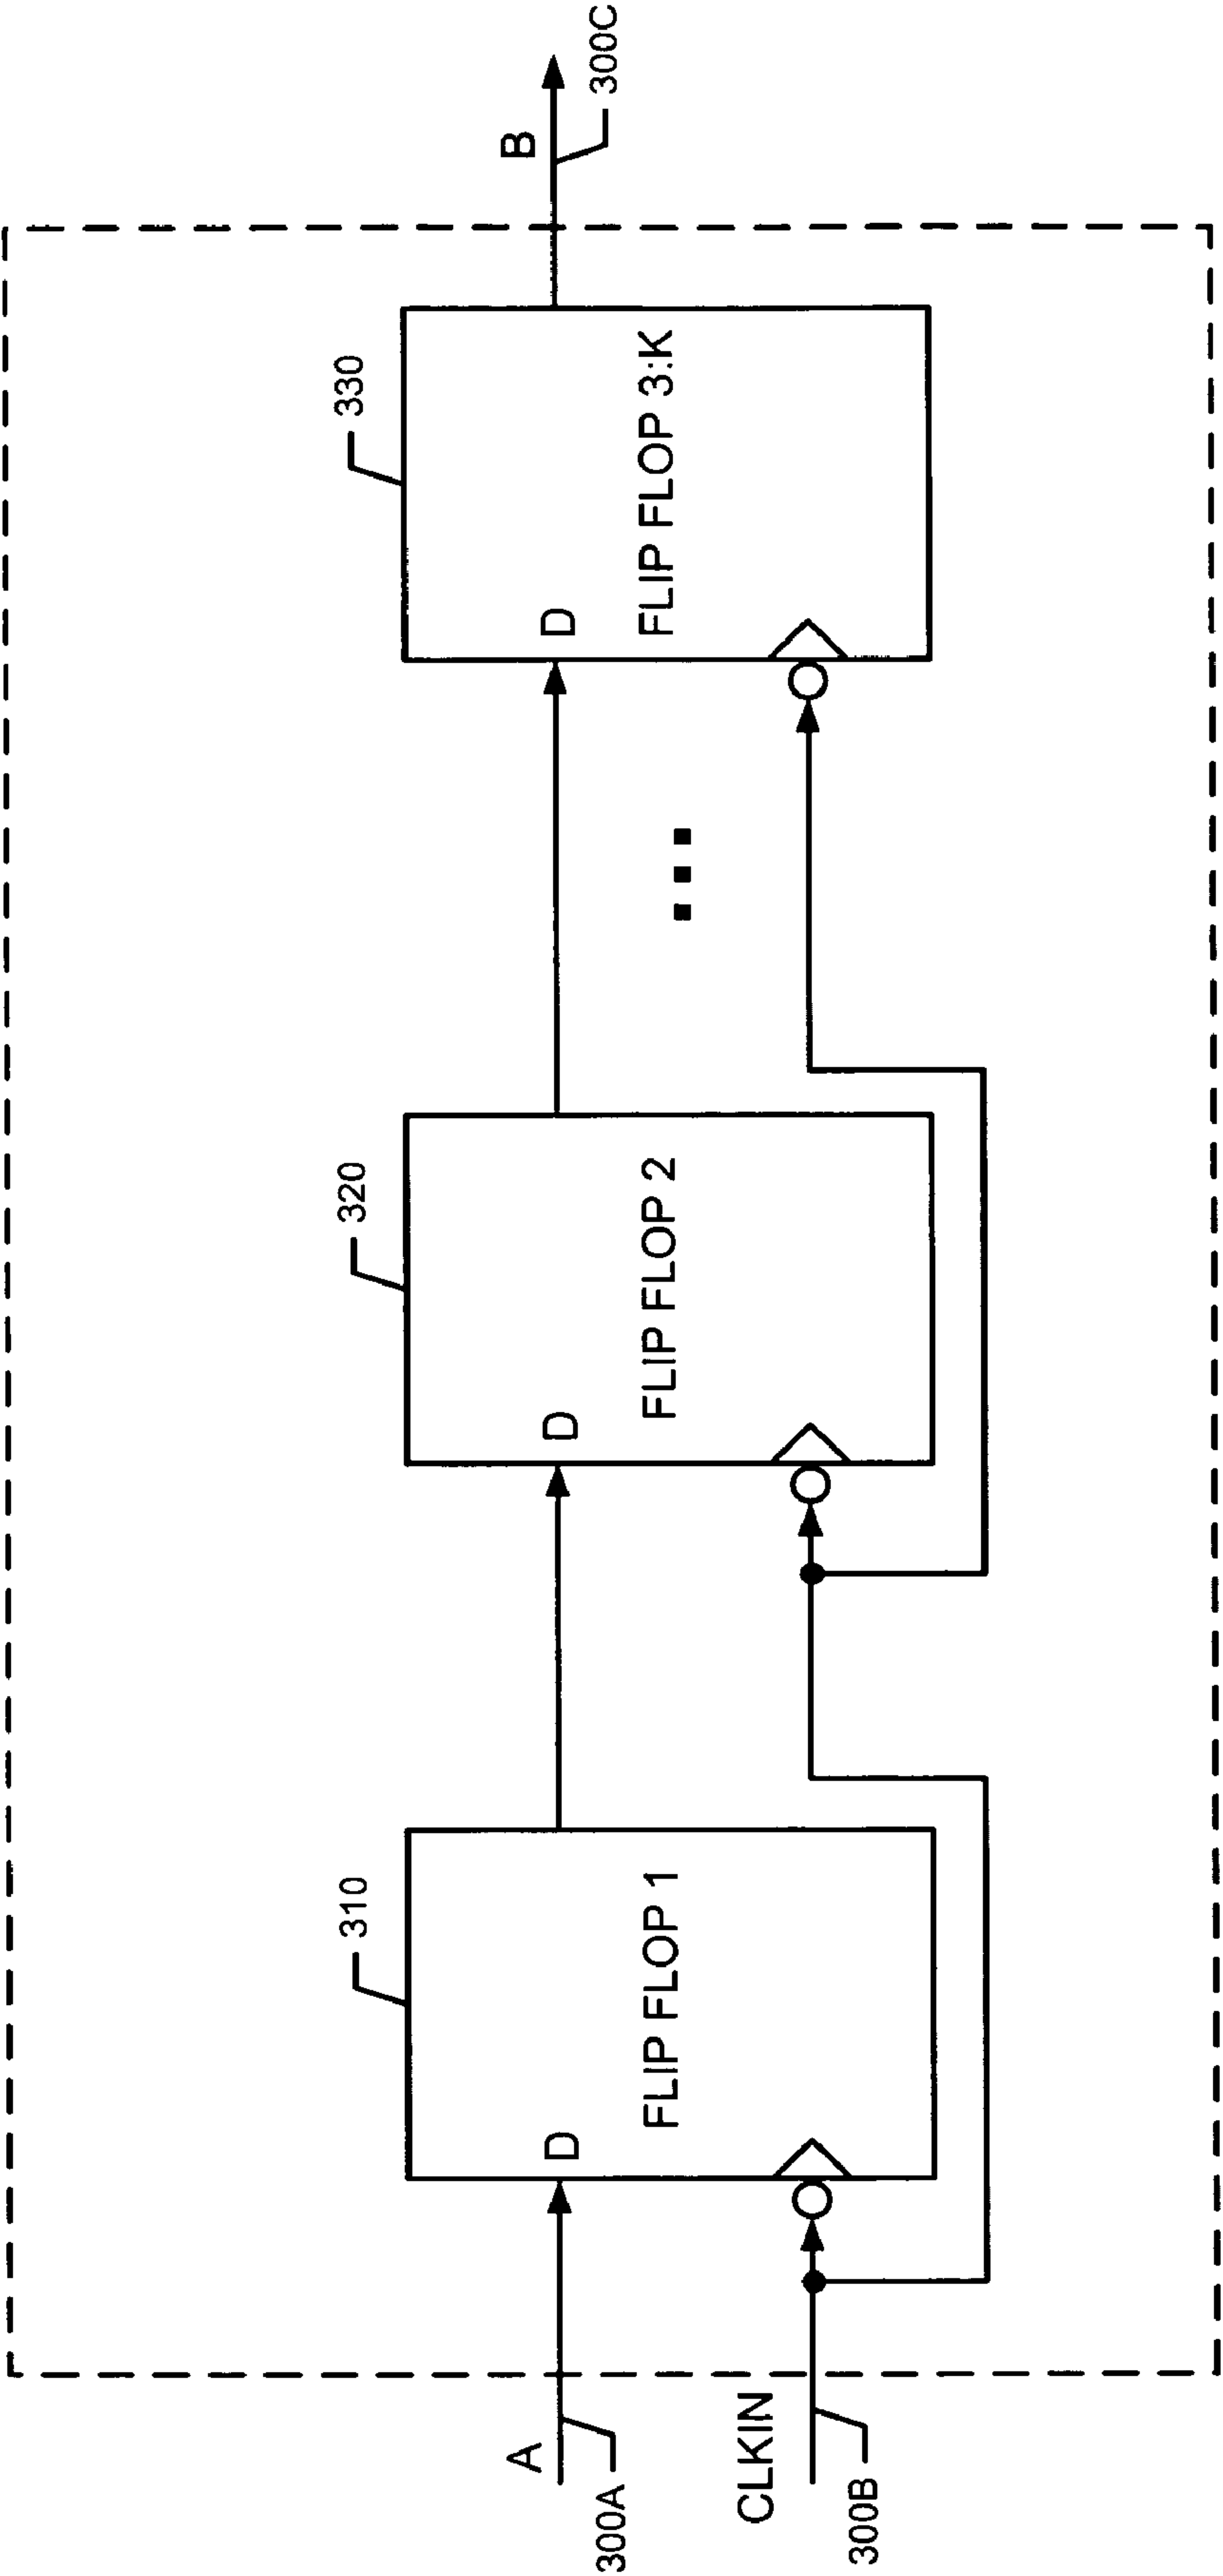 310
320
330
A
300A
D
FLIP FLOP 1
D
FLIP FLOP 2
D
FLIP FLOP 3:K
B
300C
CLKIN
300B